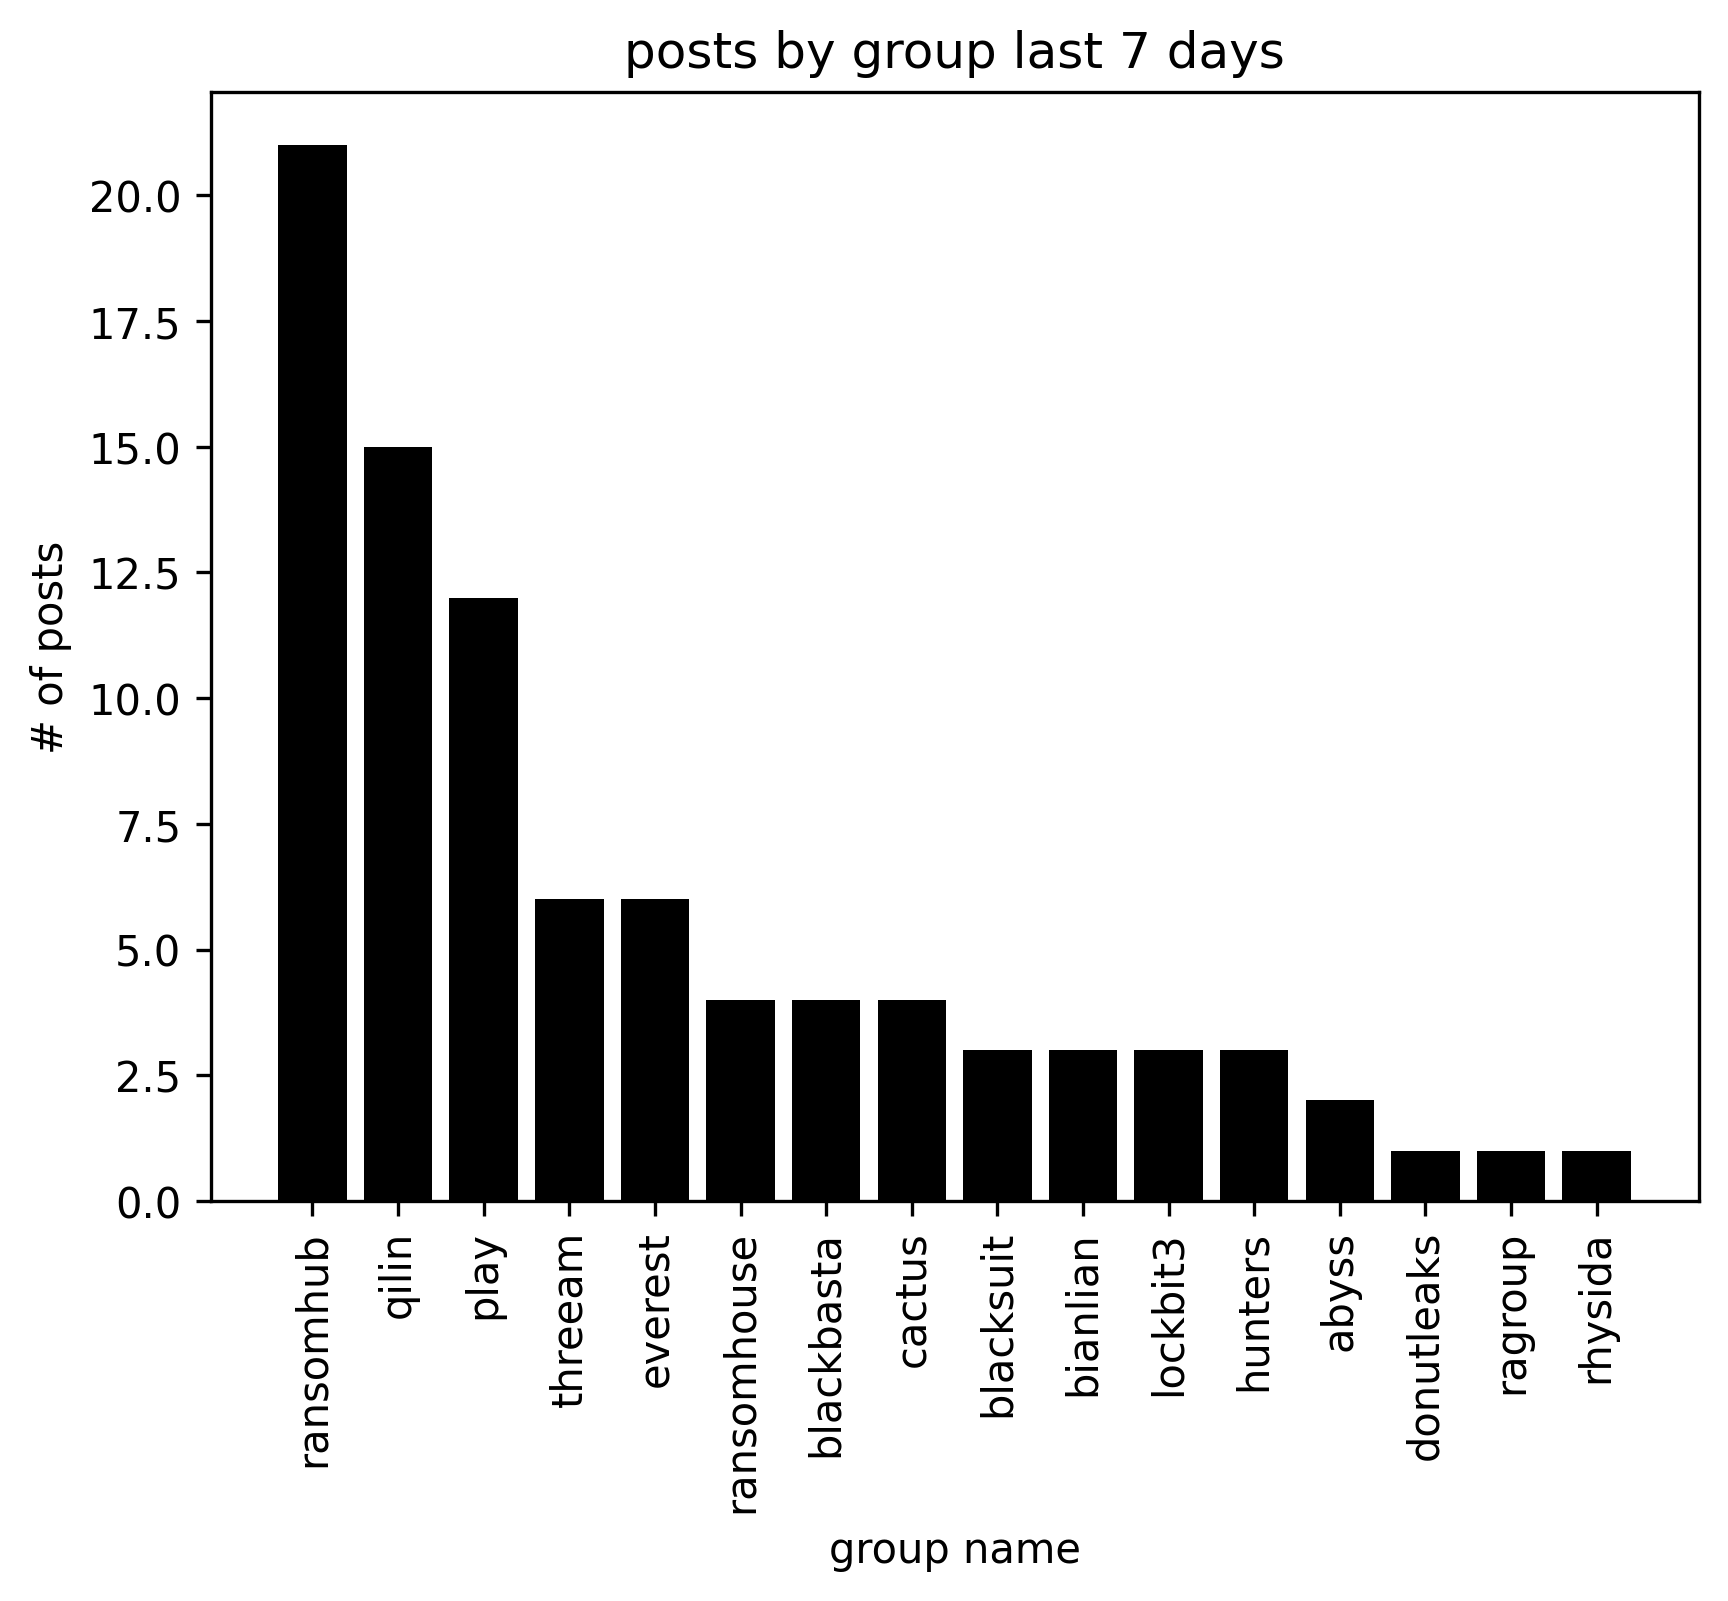 posts by group last 7 days
# of posts
20.0
17.5
15.0
12.5
10.0
7.5
5.0
2.5
0.0
ransomhub
qilin
play
threeam
everest
ransomhouse
blackbasta
cactus
blacksuit
bianlian
lockbit3
hunters
abyss
donutleaks
ragroup
rhysida
group name